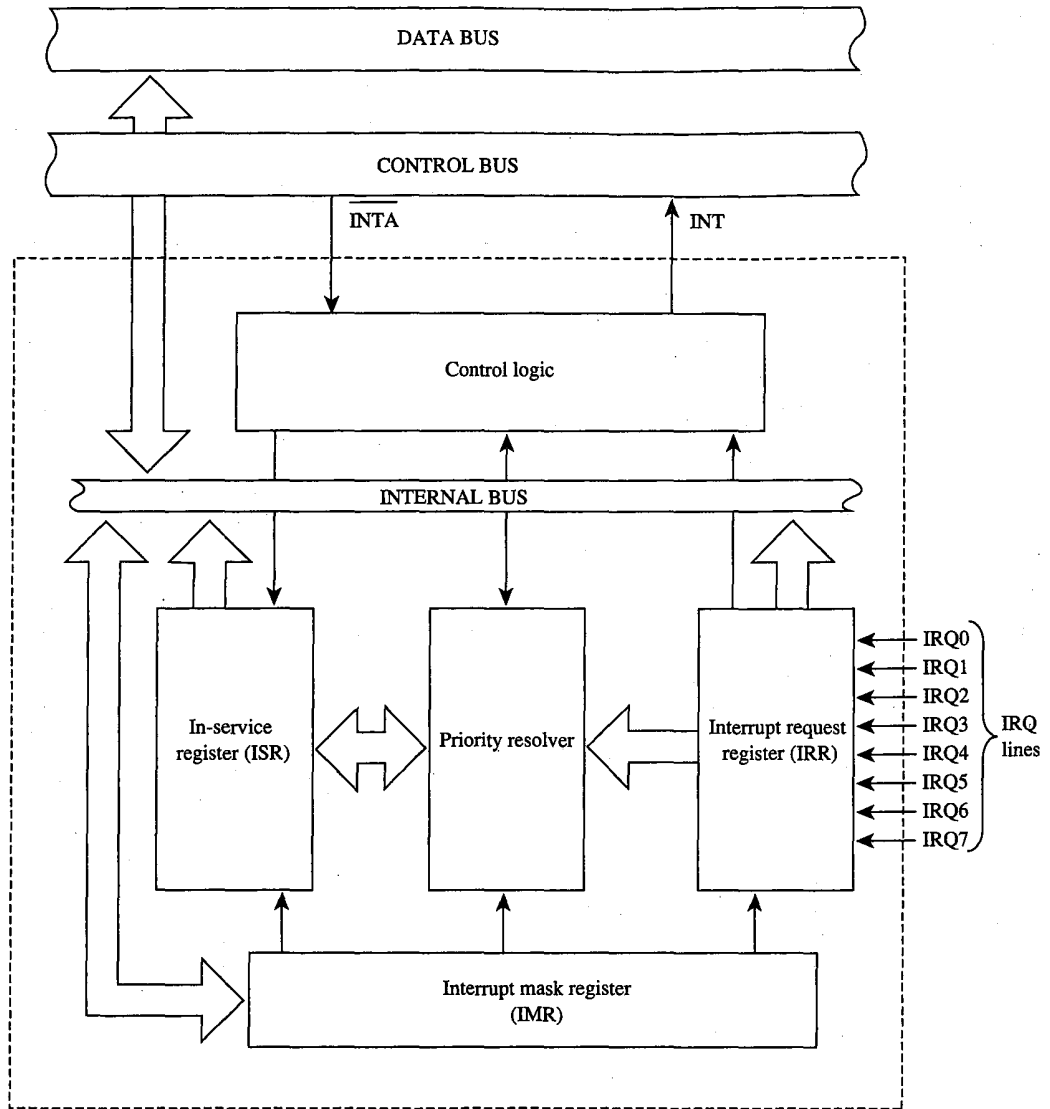 DATA BUS
CONTROL BUS
INTA
INT
Control logic
INTERNAL BUS
In-service
register (ISR)
Priority resolver
Interrupt request
register (IRR)
IRQ0
IRQ1
IRQ2
IRQ3
IRQ4
IRQ5
IRQ6
IRQ7
IRQ
lines
Interrupt mask register
(IMR)